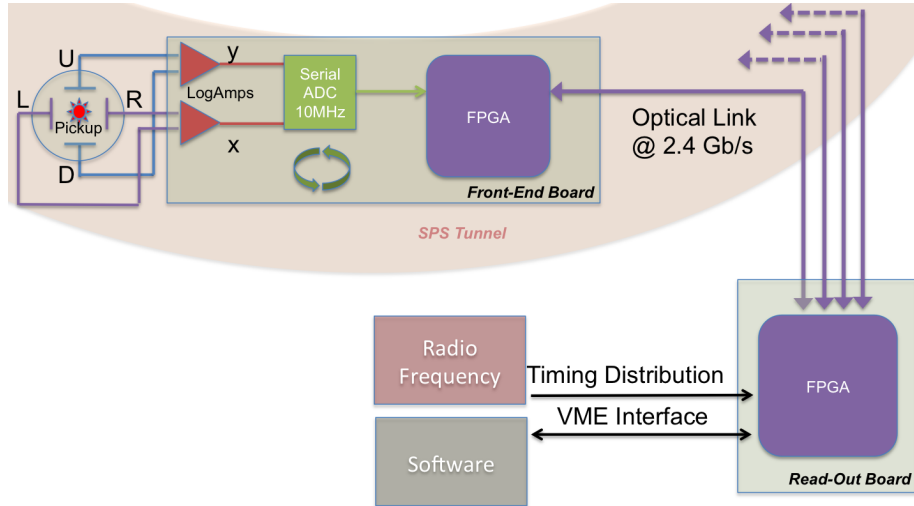 U
L
R
Pickup
D
y
LogAmps
x
Serial
ADC
10MHz
FPGA
Front-End Board
Optical Link
@ 2.4 Gb/s
SPS Tunnel
Radio
Frequency
Timing Distribution
VME Interface
Software
FPGA
Read-Out Board